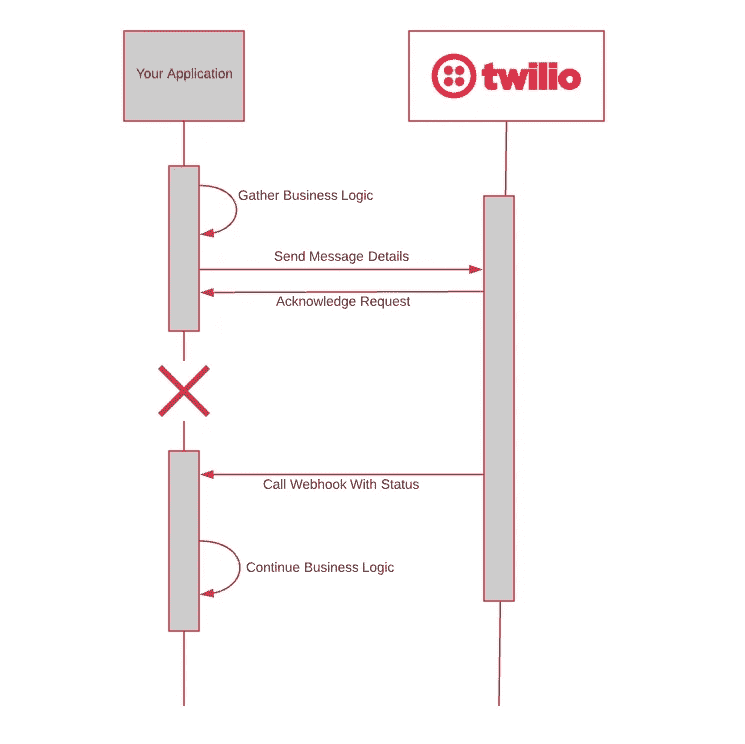 Your Application
twilio
Gather Business Logic
Send Message Details
Acknowledge Request
Call Webhook With Status
Continue Business Logic